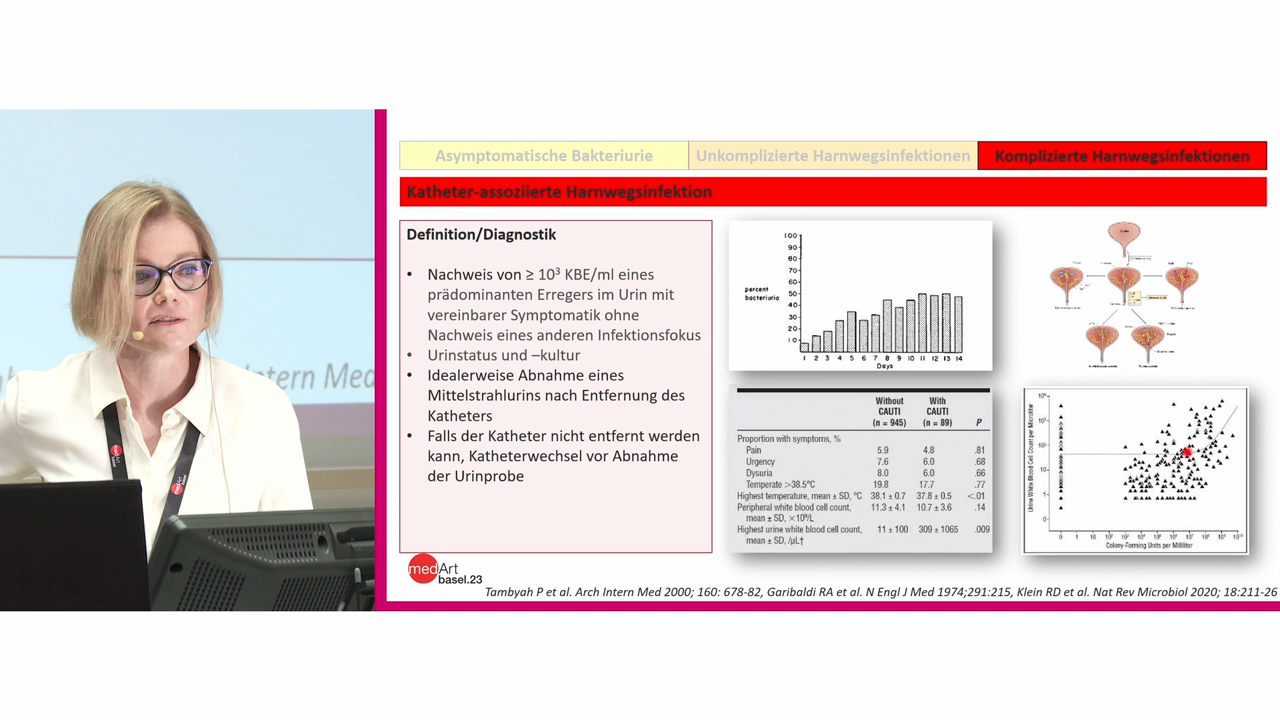 Asymptomatische Bakteriurie
Unkomplizierte Harnwegsinfektionen
Komplizierte Harnwegsinfektionen
Katheter-assoziierte Harnwegsinfektion
Definition/Diagnostik
• Nachweis von ≥ 10³ KBE/ml eines
prädominanten Erregers im Urin mit
vereinbarer Symptomatik ohne
Nachweis eines anderen Infektionsfokus
• Urinstatus und –kultur
• Idealerweise Abnahme eines
Mittelstrahlurins nach Entfernung des
Katheters
• Falls der Katheter nicht entfernt werden
kann, Katheterwechsel vor Abnahme
der Urinprobe
percent
bacteriuria
100
90
80
70
60
50
40
30
20
10
1 2 3 4 5 6 7 8 9 10 11 12 13 14
Days
Without CAUTI (n = 945) With CAUTI (n = 89) P
Proportion with symptoms, %
Pain 5.9 4.8 .81
Urgency 7.6 6.0 .68
Dysuria 8.0 6.0 .66
Temperate >38.5°C 19.8 17.7 .77
Highest temperature, mean ± SD, °C 38.1 ± 0.7 37.8 ± 0.5 <.01
Peripheral white blood cell count, 11.3 ± 4.1 10.7 ± 3.6 .14
mean ± SD, ×10⁹/L
Highest urine white blood cell count, 11 ± 100 309 ± 1065 .009
mean ± SD, /µL†
Urine White Blood Cell Count per Microliter
10
1
0
0 1 10
Colony-Forming Units per Milliliter
medArt
basel.23
Tambyah P et al. Arch Intern Med 2000; 160: 678-82, Garibaldi RA et al. N Engl J Med 1974;291:215, Klein RD et al. Nat Rev Microbiol 2020; 18:211-26
ntern Med